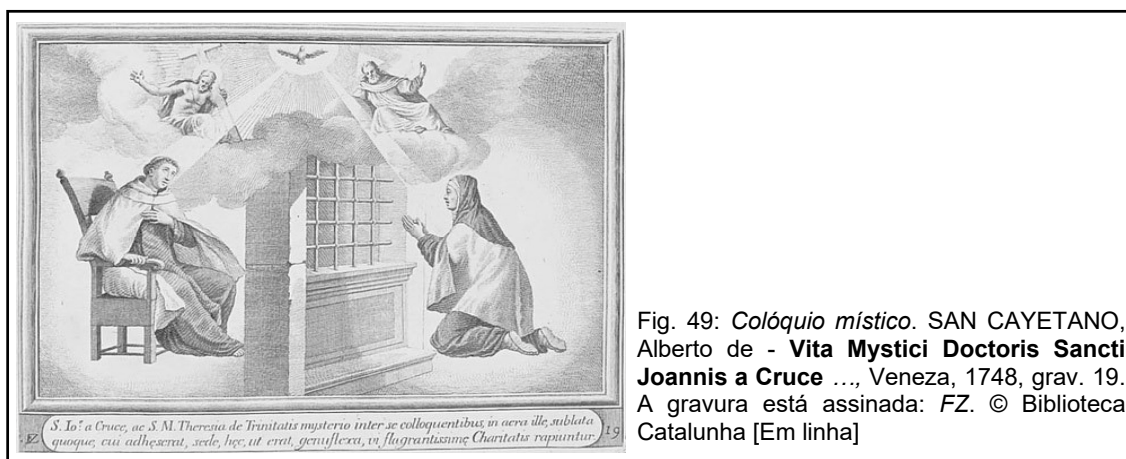 S. Io.^s a Cruce, ac S. M. Theresia de Trinitatis mysterio inter se colloquentibus, in aera ille, sublata
FZ. quoque, cui adhęserat, sede, hęc, ut erat, genuflexa, vi flagrantissimę Charitatis rapiuntur. 19
Fig. 49: Colóquio místico. SAN CAYETANO,
Alberto de - Vita Mystici Doctoris Sancti
Joannis a Cruce …, Veneza, 1748, grav. 19.
A gravura está assinada: FZ. © Biblioteca
Catalunha [Em linha]